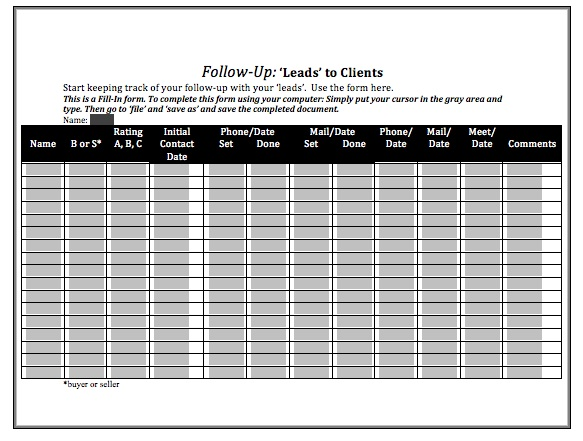 Follow-Up: 'Leads' to Clients
Start keeping track of your follow-up with your 'leads'.  Use the form here.
This is a Fill-In form. To complete this form using your computer: Simply put your cursor in the gray area and
type. Then go to 'file' and 'save as' and save the completed document.
Name:
Rating Initial Phone/Date Mail/Date Phone/ Mail/ Meet/
Name B or S* A, B, C Contact Set Done Set Done Date Date Date Comments
Date
*buyer or seller